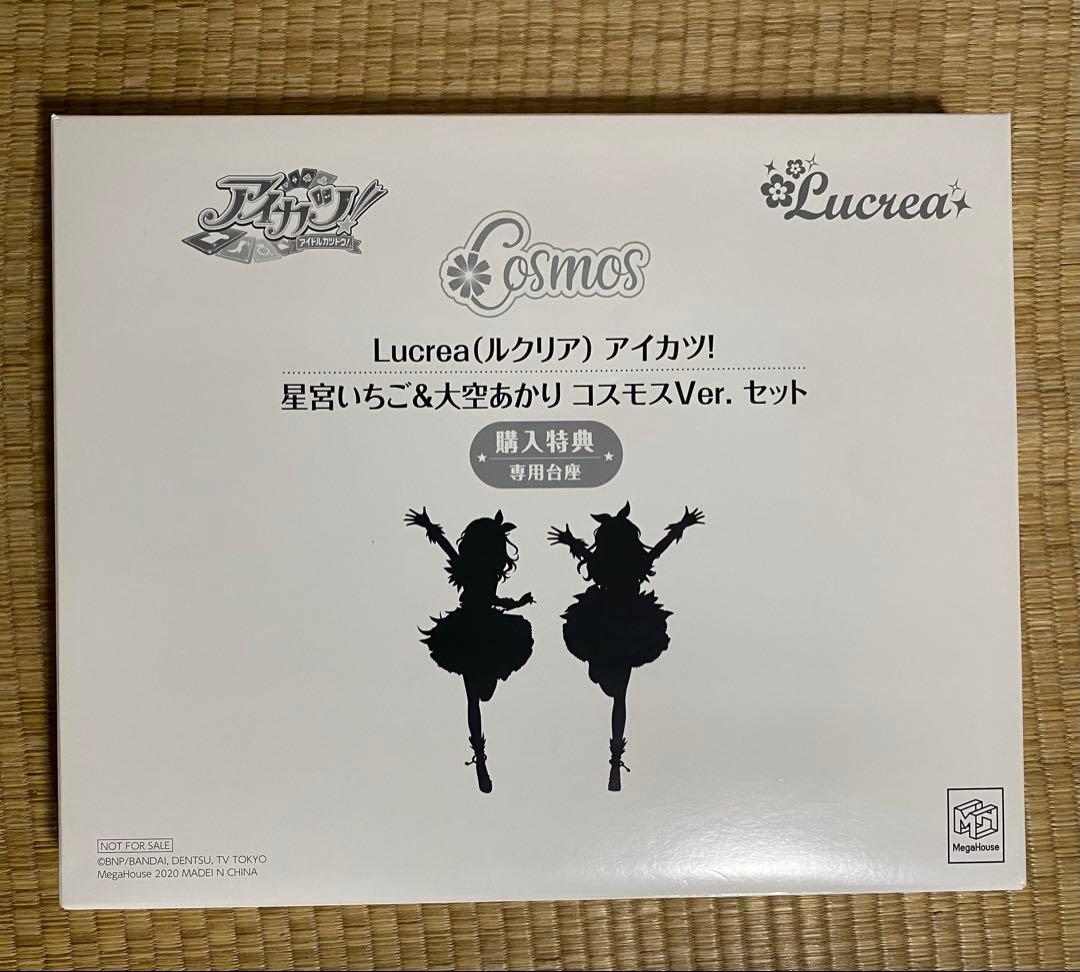 アイカツ!
アイドルカツドウ!
Lucrea
Cosmos
Lucrea(ルクリア) アイカツ!
星宮いちご&大空あかり コスモスVer. セット
購入特典
専用台座
NOT FOR SALE
©BNP/BANDAI, DENTSU, TV TOKYO
MegaHouse 2020 MADEI N CHINA
MegaHouse